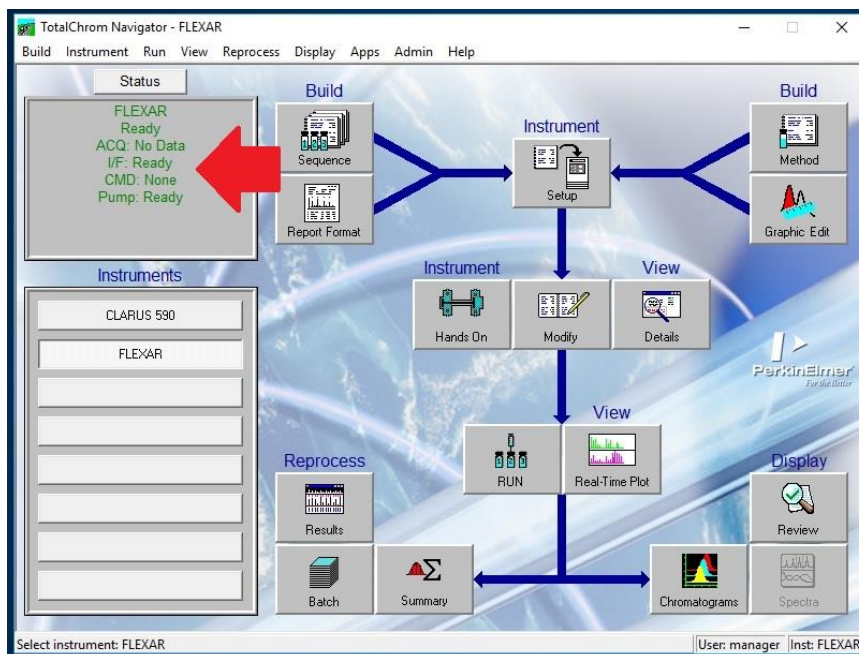 TotalChrom Navigator - FLEXAR
Build Instrument Run View Reprocess Display Apps Admin Help
Status
FLEXAR
Ready
ACQ: No Data
I/F: Ready
CMD: None
Pump: Ready
Instruments
CLARUS 590
FLEXAR
Build
Sequence
Report Format
Instrument
Setup
Build
Method
Graphic Edit
Instrument
Hands On
Modify
View
Details
PerkinElmer
For the Better
RUN
View
Real-Time Plot
Reprocess
Results
Batch
Summary
Display
Review
Chromatograms
Spectra
Select instrument: FLEXAR
User: manager
Inst: FLEXAR